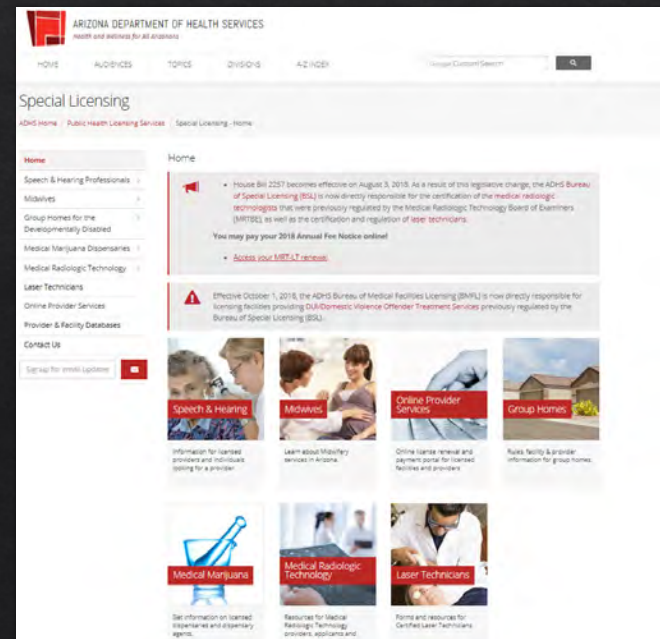 ARIZONA DEPARTMENT OF HEALTH SERVICES
Health and Wellness for All Arizonans
HOME AUDIENCES TOPICS DIVISIONS A-Z INDEX Custom Search
Special Licensing
ADHS Home / Public Health Licensing Services / Special Licensing - Home
Home
Speech & Hearing Professionals
Midwives
Group Homes for the
Developmentally Disabled
Medical Marijuana Dispensaries
Medical Radiologic Technology
Laser Technicians
Online Provider Services
Provider & Facility Databases
Contact Us
Sign up for email updates
Home
House Bill 2257 becomes effective on August 3, 2018. As a result of this legislative change, the ADHS Bureau
of Special Licensing (BSL) is now directly responsible for the certification of the medical radiologic
technologists that were previously regulated by the Medical Radiologic Technology Board of Examiners
(MRTBE), as well as the certification and regulation of laser technicians.
You may pay your 2018 Annual Fee Notice online!
Access your MRT-LT renewal.
Effective October 1, 2018, the ADHS Bureau of Medical Facilities Licensing (BMFL) is now directly responsible for
licensing facilities providing DUI/Domestic Violence Offender Treatment Services previously regulated by the
Bureau of Special Licensing (BSL).
Speech & Hearing
Information for licensed
providers and individuals
looking for a provider.
Midwives
Learn about Midwifery
services in Arizona.
Online Provider
Services
Online license renewal and
payment portal for licensed
facilities and providers
Group Homes
Rules, facility & provider
information for group homes.
Medical Marijuana
Get information on licensed
dispensaries and dispensary
agents.
Medical Radiologic
Technology
Resources for Medical
Radiologic Technology
providers, applicants and
Laser Technicians
Forms and resources for
Certified Laser Technicians.